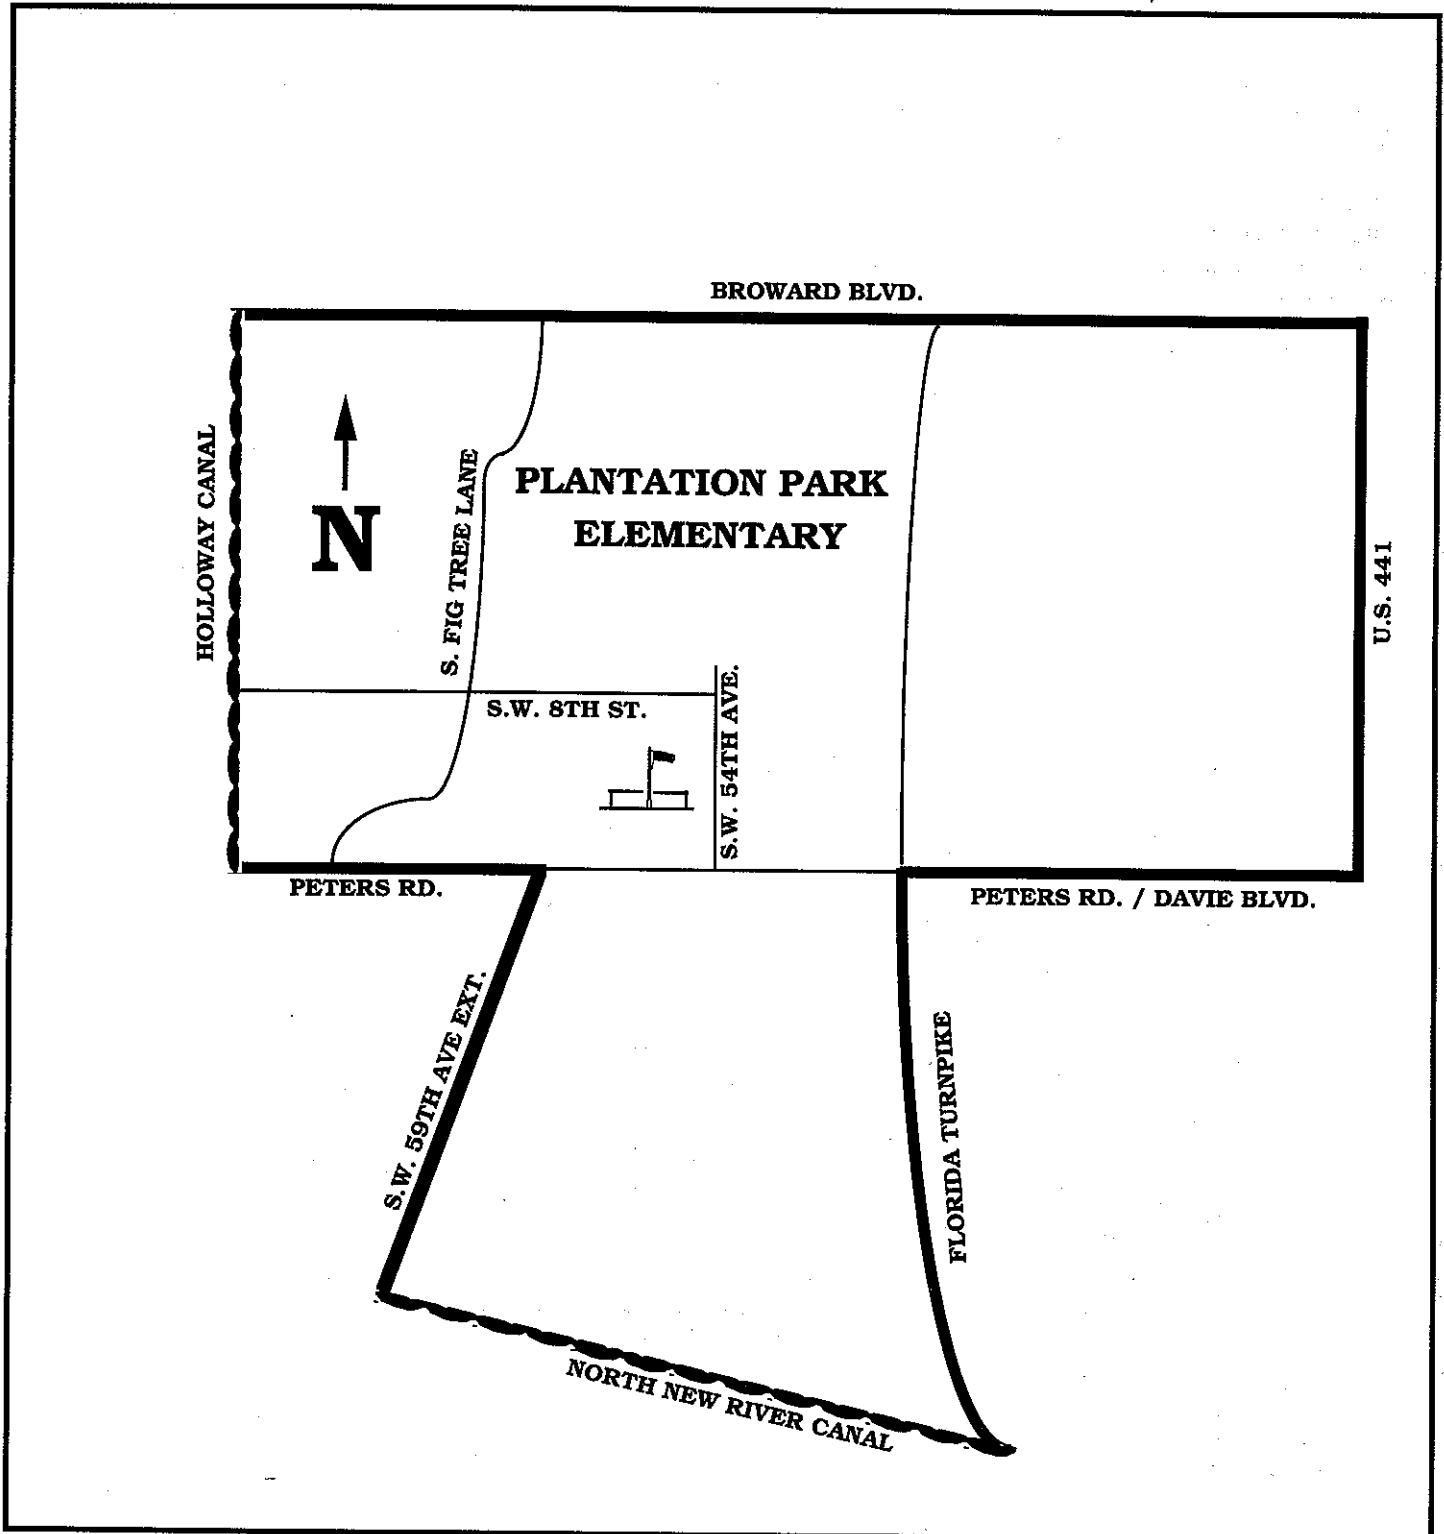 BROWARD BLVD.
HOLLOWAY CANAL
N
S. FIG TREE LANE
PLANTATION PARK
ELEMENTARY
U.S. 441
S.W. 8TH ST.
S.W. 54TH AVE.
PETERS RD.
PETERS RD. / DAVIE BLVD.
S.W. 59TH AVE EXT.
FLORIDA TURNPIKE
NORTH NEW RIVER CANAL